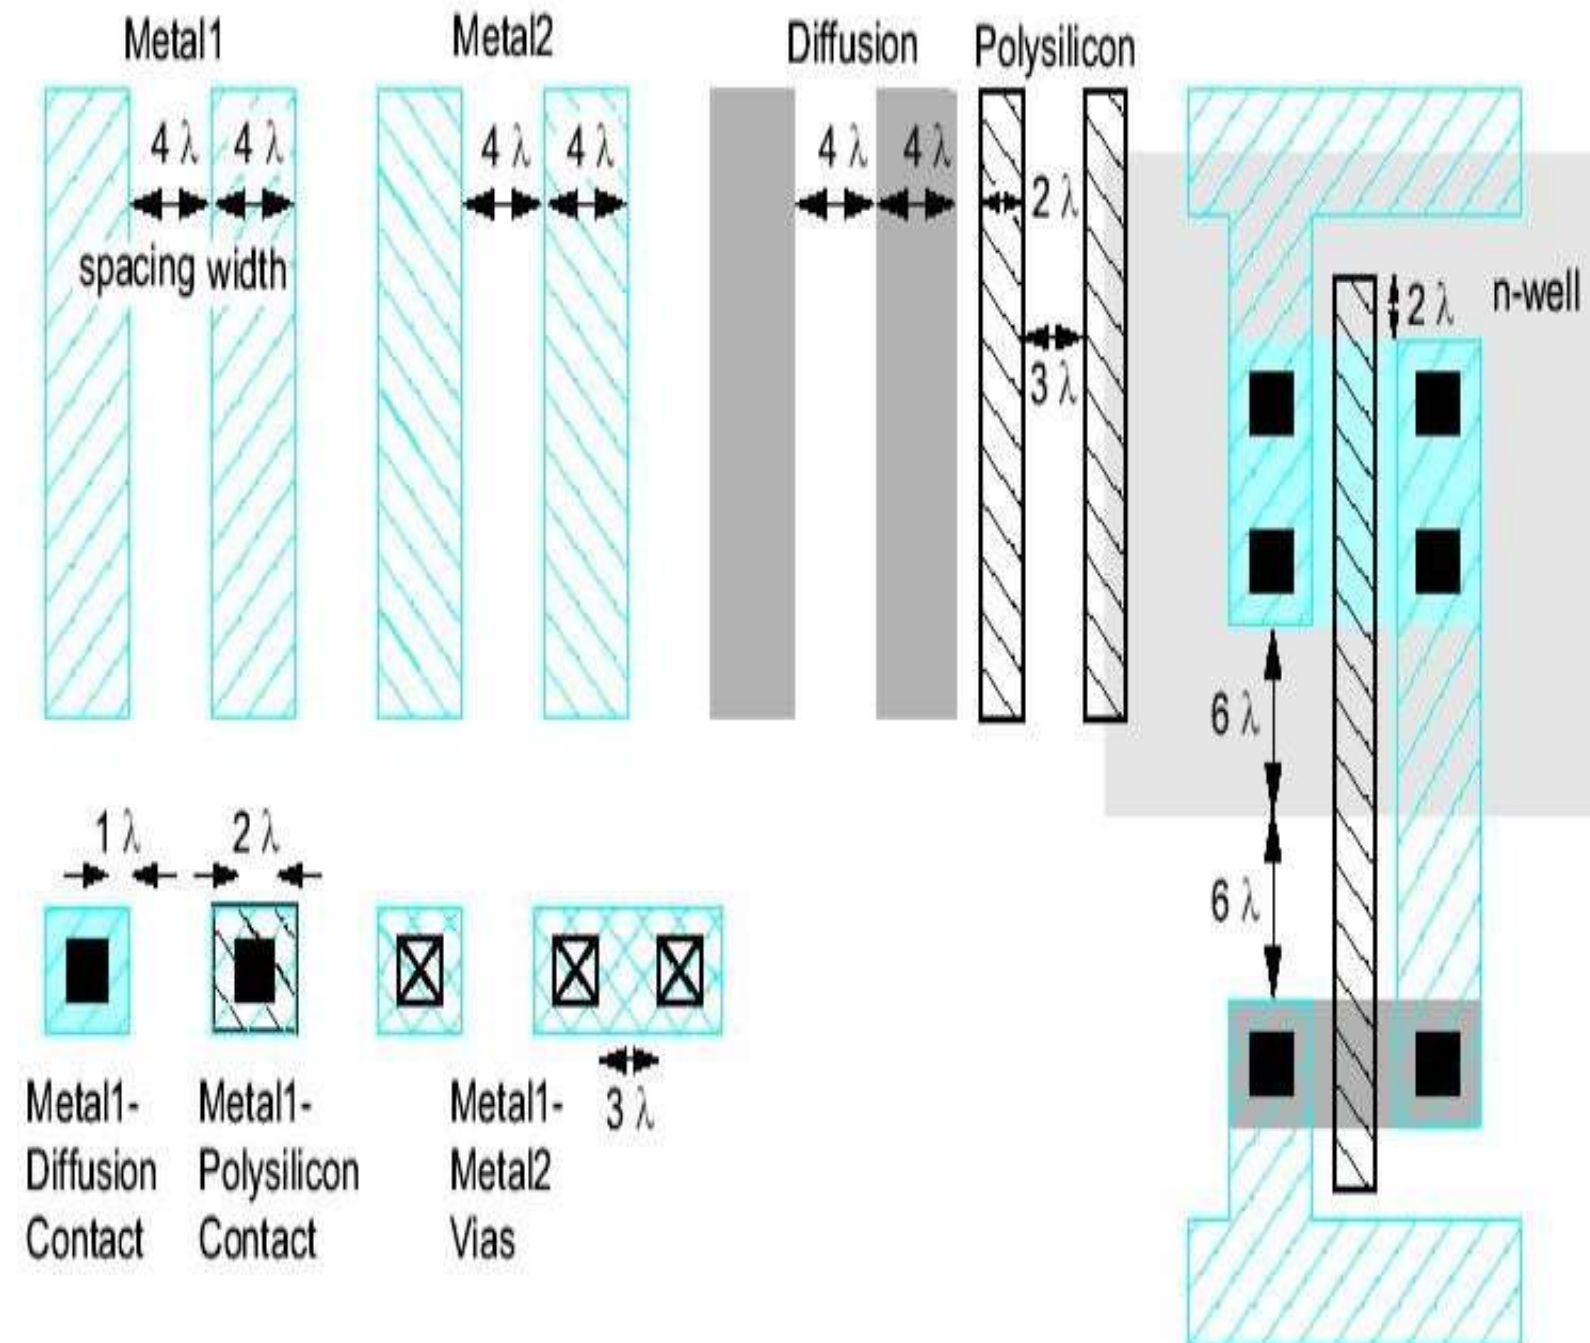 Metal1
Metal2
Diffusion
Polysilicon
4 λ
4 λ
4 λ
4 λ
4 λ
4 λ
2 λ
spacing width
3 λ
2 λ
n-well
6 λ
6 λ
1 λ
2 λ
3 λ
Metal1-
Diffusion
Contact
Metal1-
Polysilicon
Contact
Metal1-
Metal2
Vias